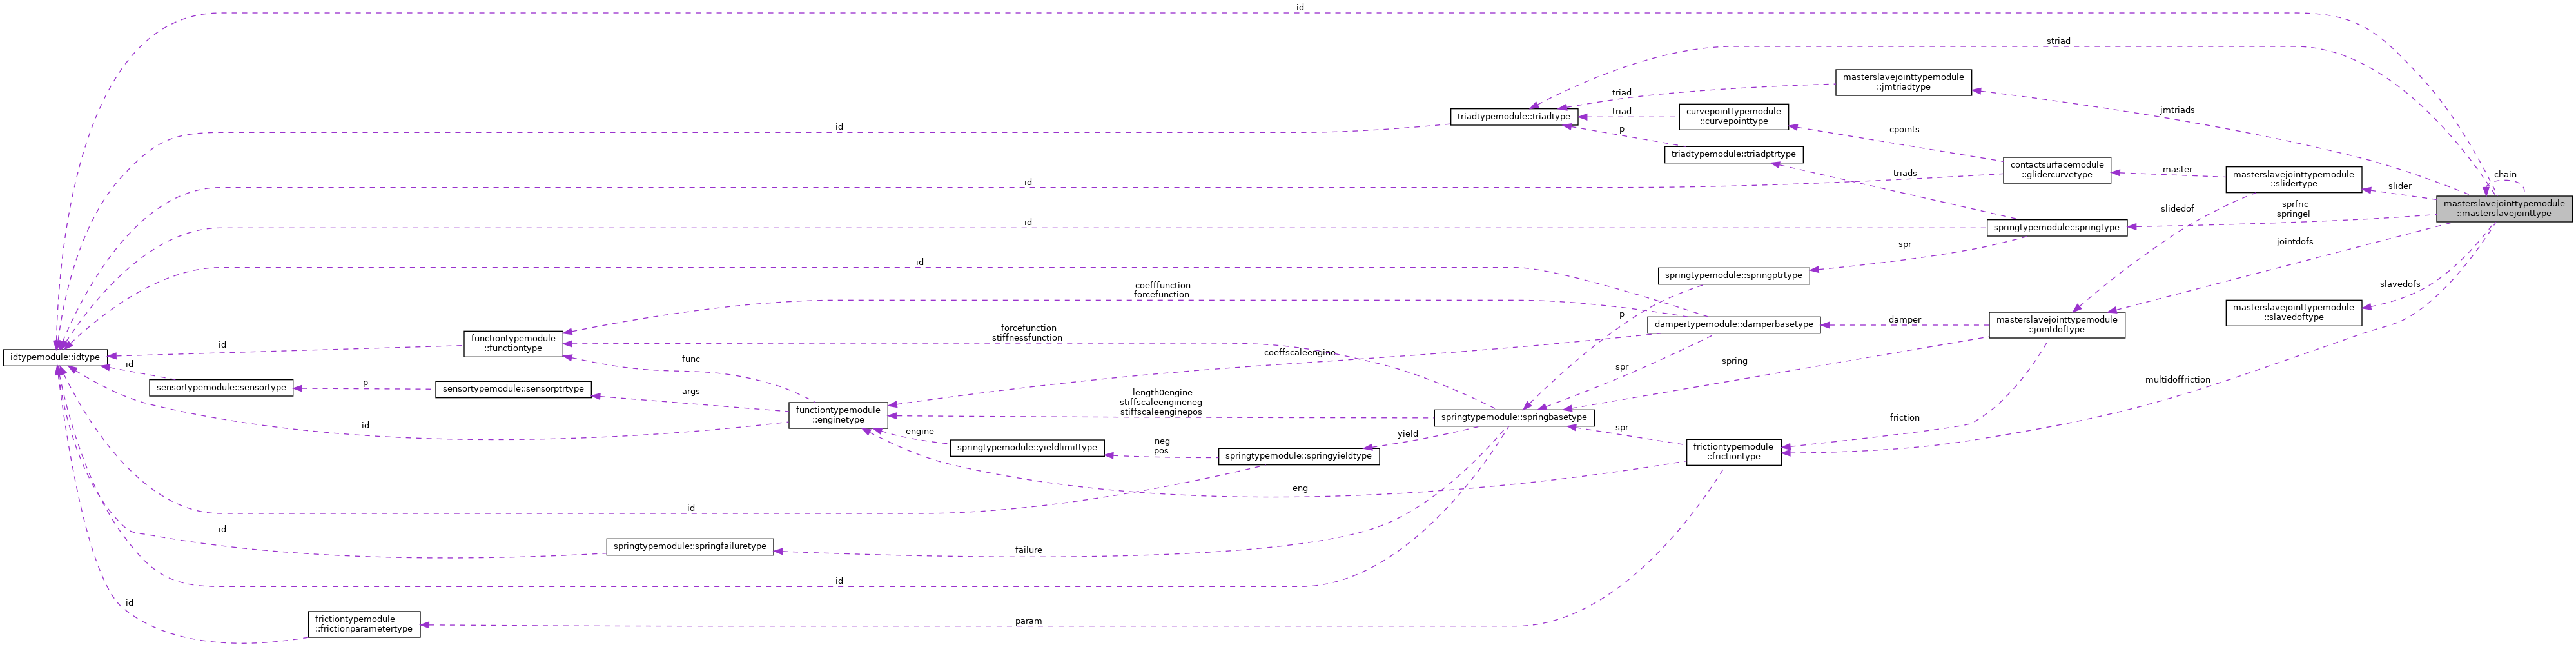 id
striad
masterslavejointtypemodule
::jmtriadtype
triad
jmtriads
curvepointtypemodule
::curvepointtype
triad
triadtypemodule::triadtype
id
p
cpoints
triadtypemodule::triadptrtype
contactsurfacemodule
::glidercurvetype
master
masterslavejointtypemodule
::slidertype
slider
chain
triads
id
masterslavejointtypemodule
::masterslavejointtype
sprfric
springel
slidedof
id
springtypemodule::springtype
spr
jointdofs
id
springtypemodule::springptrtype
coefffunction
forcefunction
slavedofs
masterslavejointtypemodule
::slavedoftype
p
damper
masterslavejointtypemodule
::jointdoftype
dampertypemodule::damperbasetype
forcefunction
stiffnessfunction
functiontypemodule
::functiontype
id
idtypemodule::idtype
id
func
coeffscaleengine
spring
spr
multidoffriction
sensortypemodule::sensortype
p
sensortypemodule::sensorptrtype
args
length0engine
stiffscaleengineneg
stiffscaleenginepos
functiontypemodule
::enginetype
springtypemodule::springbasetype
friction
id
engine
yield
spr
neg
pos
springtypemodule::yieldlimittype
springtypemodule::springyieldtype
frictiontypemodule
::frictiontype
eng
id
id
springtypemodule::springfailuretype
failure
id
id
frictiontypemodule
::frictionparametertype
param